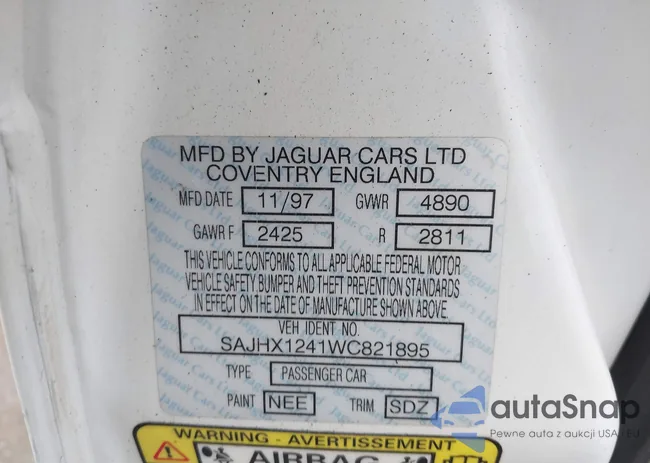 MFD BY JAGUAR CARS LTD
COVENTRY ENGLAND
MFD DATE 11/97 GVWR 4890
GAWR F 2425 R 2811
THIS VEHICLE CONFORMS TO ALL APPLICABLE FEDERAL MOTOR
VEHICLE SAFETY BUMPER AND THEFT PREVENTION STANDARDS
IN EFFECT ON THE DATE OF MANUFACTURE SHOWN ABOVE.
VEH IDENT NO.
SAJHX1241WC821895
TYPE PASSENGER CAR
PAINT NEE TRIM SDZ
WARNING - AVERTISSEMENT
AIRBAG
autaSnap
Pewne auta z aukcji USA i EU